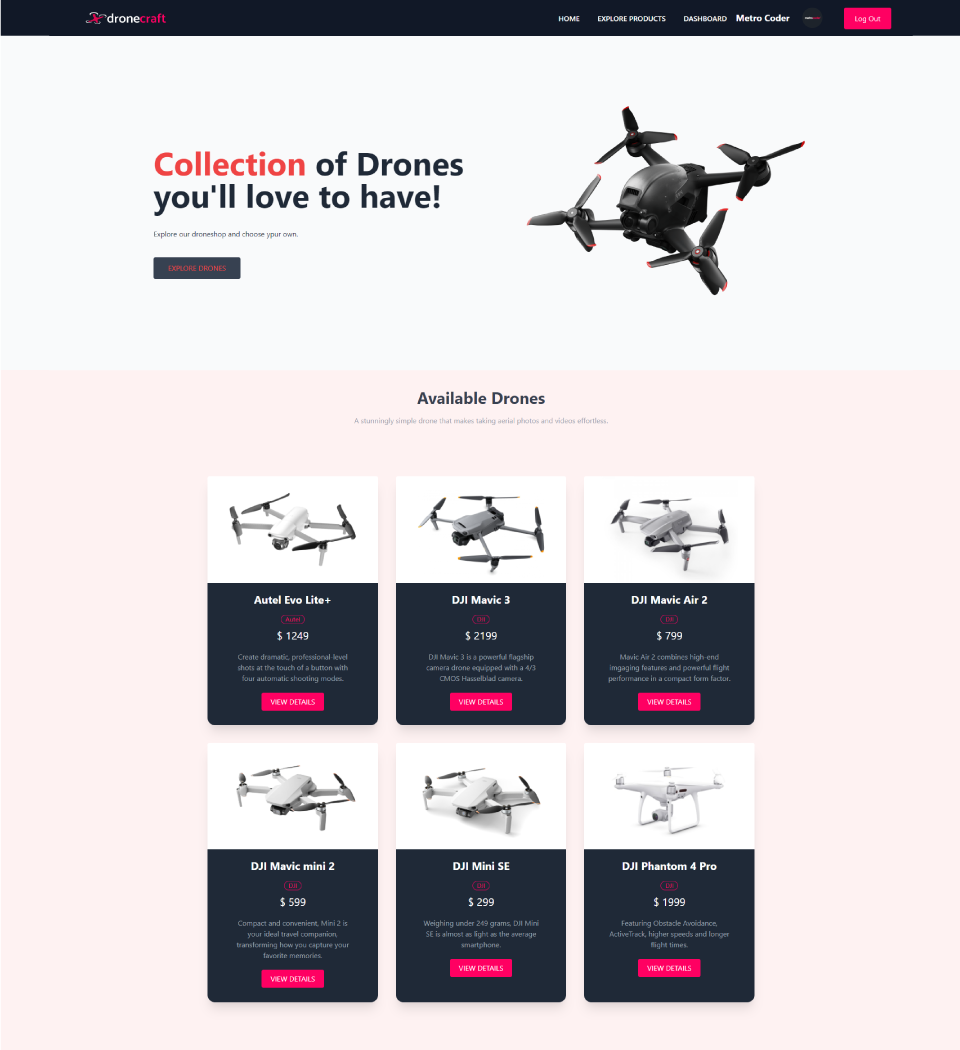 dronecraft
HOME EXPLORE PRODUCTS DASHBOARD Metro Coder Log Out
Collection of Drones
you'll love to have!
Explore our droneshop and choose ypur own.
EXPLORE DRONES
Available Drones
A stunningly simple drone that makes taking aerial photos and videos effortless.
Autel Evo Lite+
Autel
$ 1249
Create dramatic, professional-level
shots at the touch of a button with
four automatic shooting modes.
VIEW DETAILS
DJI Mavic 3
DJI
$ 2199
DJI Mavic 3 is a powerful flagship
camera drone equipped with a 4/3
CMOS Hasselblad camera.
VIEW DETAILS
DJI Mavic Air 2
DJI
$ 799
Mavic Air 2 combines high-end
imgaging features and powerful flight
performance in a compact form factor.
VIEW DETAILS
DJI Mavic mini 2
DJI
$ 599
Compact and convenient, Mini 2 is
your ideal travel companion,
transforming how you capture your
favorite memories.
VIEW DETAILS
DJI Mini SE
DJI
$ 299
Weighing under 249 grams, DJI Mini
SE is almost as light as the average
smartphone.
VIEW DETAILS
DJI Phantom 4 Pro
DJI
$ 1999
Featuring Obstacle Avoidance,
ActiveTrack, higher speeds and longer
flight times.
VIEW DETAILS